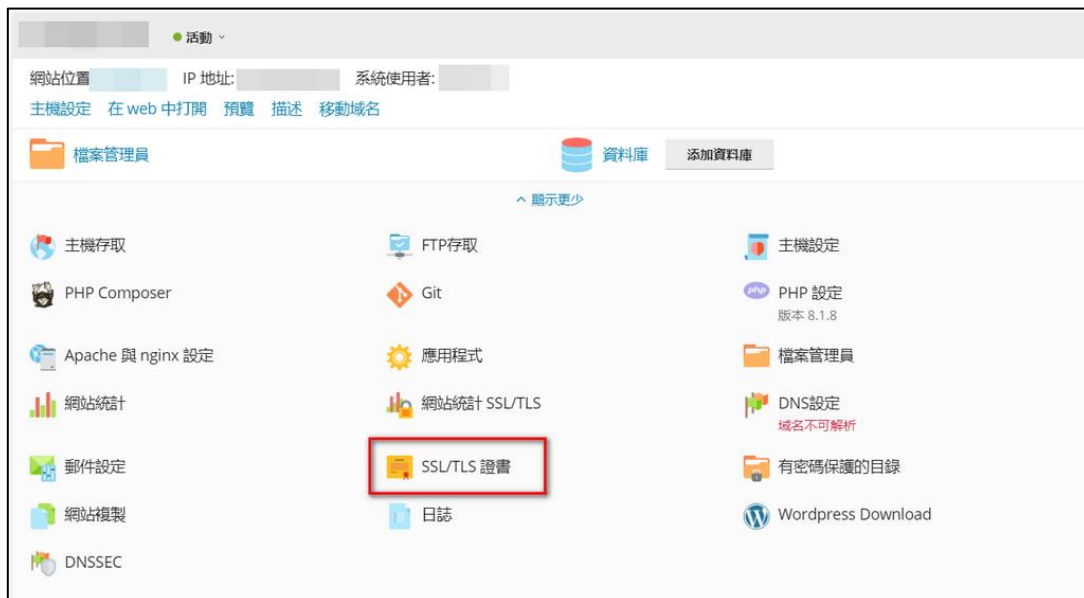 活動
網站位置 IP 地址: 系統使用者:
主機設定 在 web 中打開 預覽 描述 移動域名
檔案管理員 資料庫 添加資料庫
顯示更少
主機存取 FTP存取 主機設定
PHP Composer Git PHP 設定
版本 8.1.8
Apache 與 nginx 設定 應用程式 檔案管理員
網站統計 網站統計 SSL/TLS DNS設定
域名不可解析
郵件設定 SSL/TLS 證書 有密碼保護的目錄
網站複製 日誌 Wordpress Download
DNSSEC